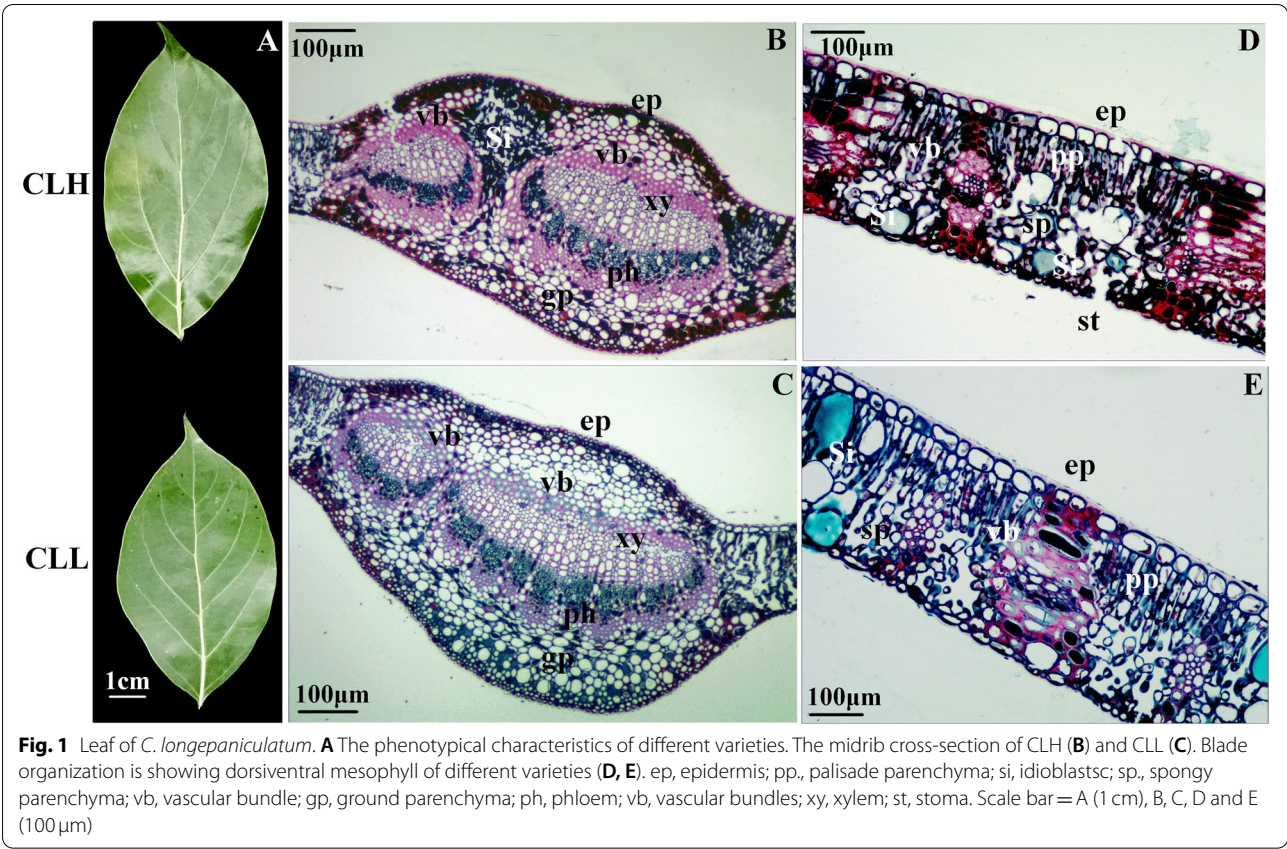 A
CLH
CLL
1cm
100μm
B
vb
Si
ep
vb
xy
ph
gp
100μm
D
ep
vb
pp
Si
sp
Si
st
C
ep
vb
vb
xy
ph
gp
100μm
E
Si
ep
sp
vb
pp
100μm
Fig. 1 Leaf of C. longepaniculatum. A The phenotypical characteristics of different varieties. The midrib cross-section of CLH (B) and CLL (C). Blade
organization is showing dorsiventral mesophyll of different varieties (D, E). ep, epidermis; pp., palisade parenchyma; si, idioblastsc; sp., spongy
parenchyma; vb, vascular bundle; gp, ground parenchyma; ph, phloem; vb, vascular bundles; xy, xylem; st, stoma. Scale bar = A (1 cm), B, C, D and E
(100 μm)